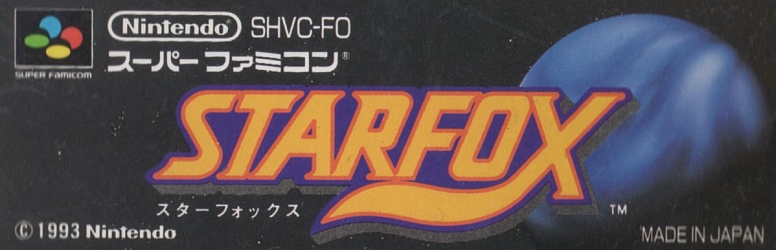 Nintendo® SHVC-FO
SUPER FAMICOM
スーパーファミコン®
STARFOX
スターフォックス
TM
© 1993 Nintendo
MADE IN JAPAN